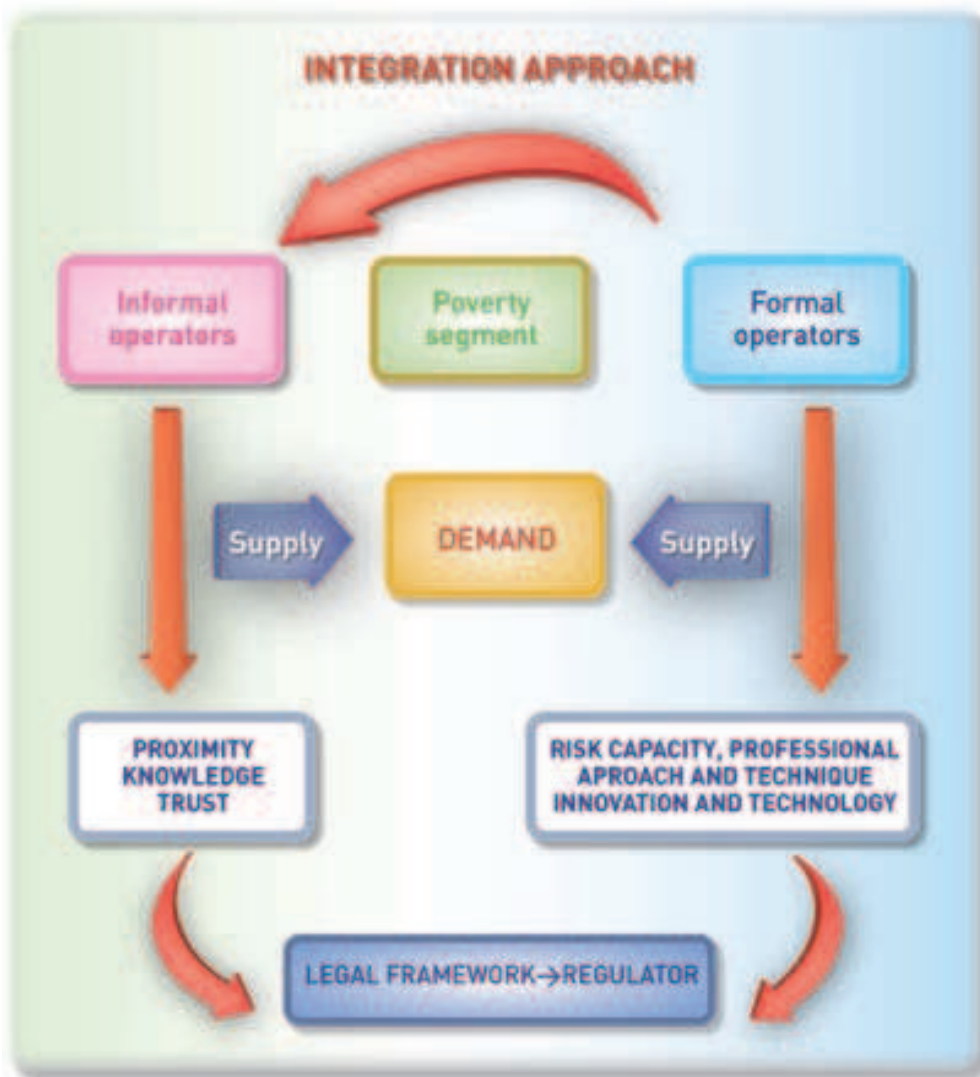 INTEGRATION APPROACH
Informal
operators
Poverty
segment
Formal
operators
Supply
DEMAND
Supply
PROXIMITY
KNOWLEDGE
TRUST
RISK CAPACITY, PROFESSIONAL
APROACH AND TECHNIQUE
INNOVATION AND TECHNOLOGY
LEGAL FRAMEWORK→REGULATOR